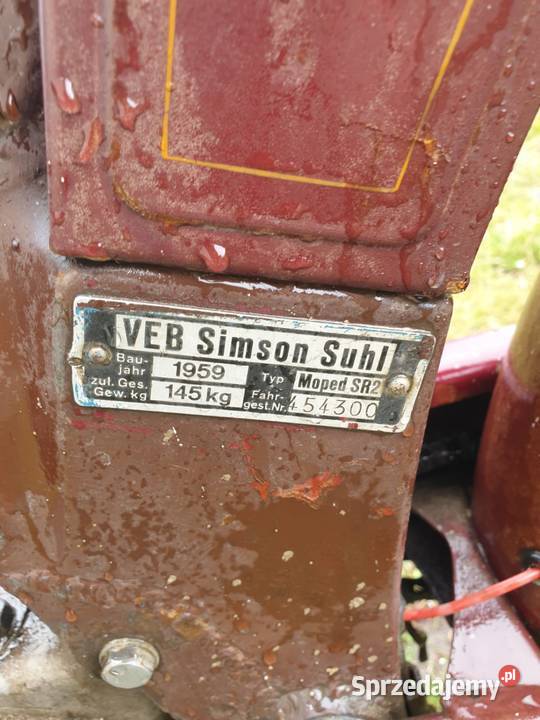 VEB Simson Suhl
Bau-
jahr 1959 Typ Moped SR2
zul. Ges.
Gew. kg 145 kg Fahr-
gest.Nr. 454300
Sprzedajemy.pl